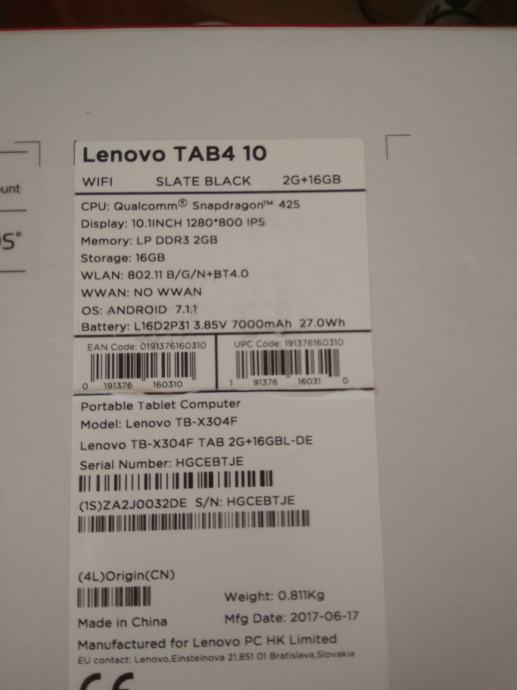 Lenovo TAB4 10
WIFI SLATE BLACK 2G+16GB
CPU: Qualcomm® Snapdragon™ 425
Display: 10.1INCH 1280*800 IPS
Memory: LP DDR3 2GB
Storage: 16GB
WLAN: 802.11 B/G/N+BT4.0
WWAN: NO WWAN
OS: ANDROID 7.1.1
Battery: L16D2P31 3.85V 7000mAh 27.0Wh
EAN Code: 0191376160310 UPC Code: 191376160310
0 191376 160310 1 91376 16031 0
Portable Tablet Computer
Model: Lenovo TB-X304F
Lenovo TB-X304F TAB 2G+16GBL-DE
Serial Number: HGCEBTJE
(1S)ZA2J0032DE S/N: HGCEBTJE
(4L)Origin(CN)
Weight: 0.811Kg
Made in China Mfg Date: 2017-06-17
Manufactured for Lenovo PC HK Limited
EU contact: Lenovo,Einsteinova 21,851 01 Bratislava,Slovakia
CE